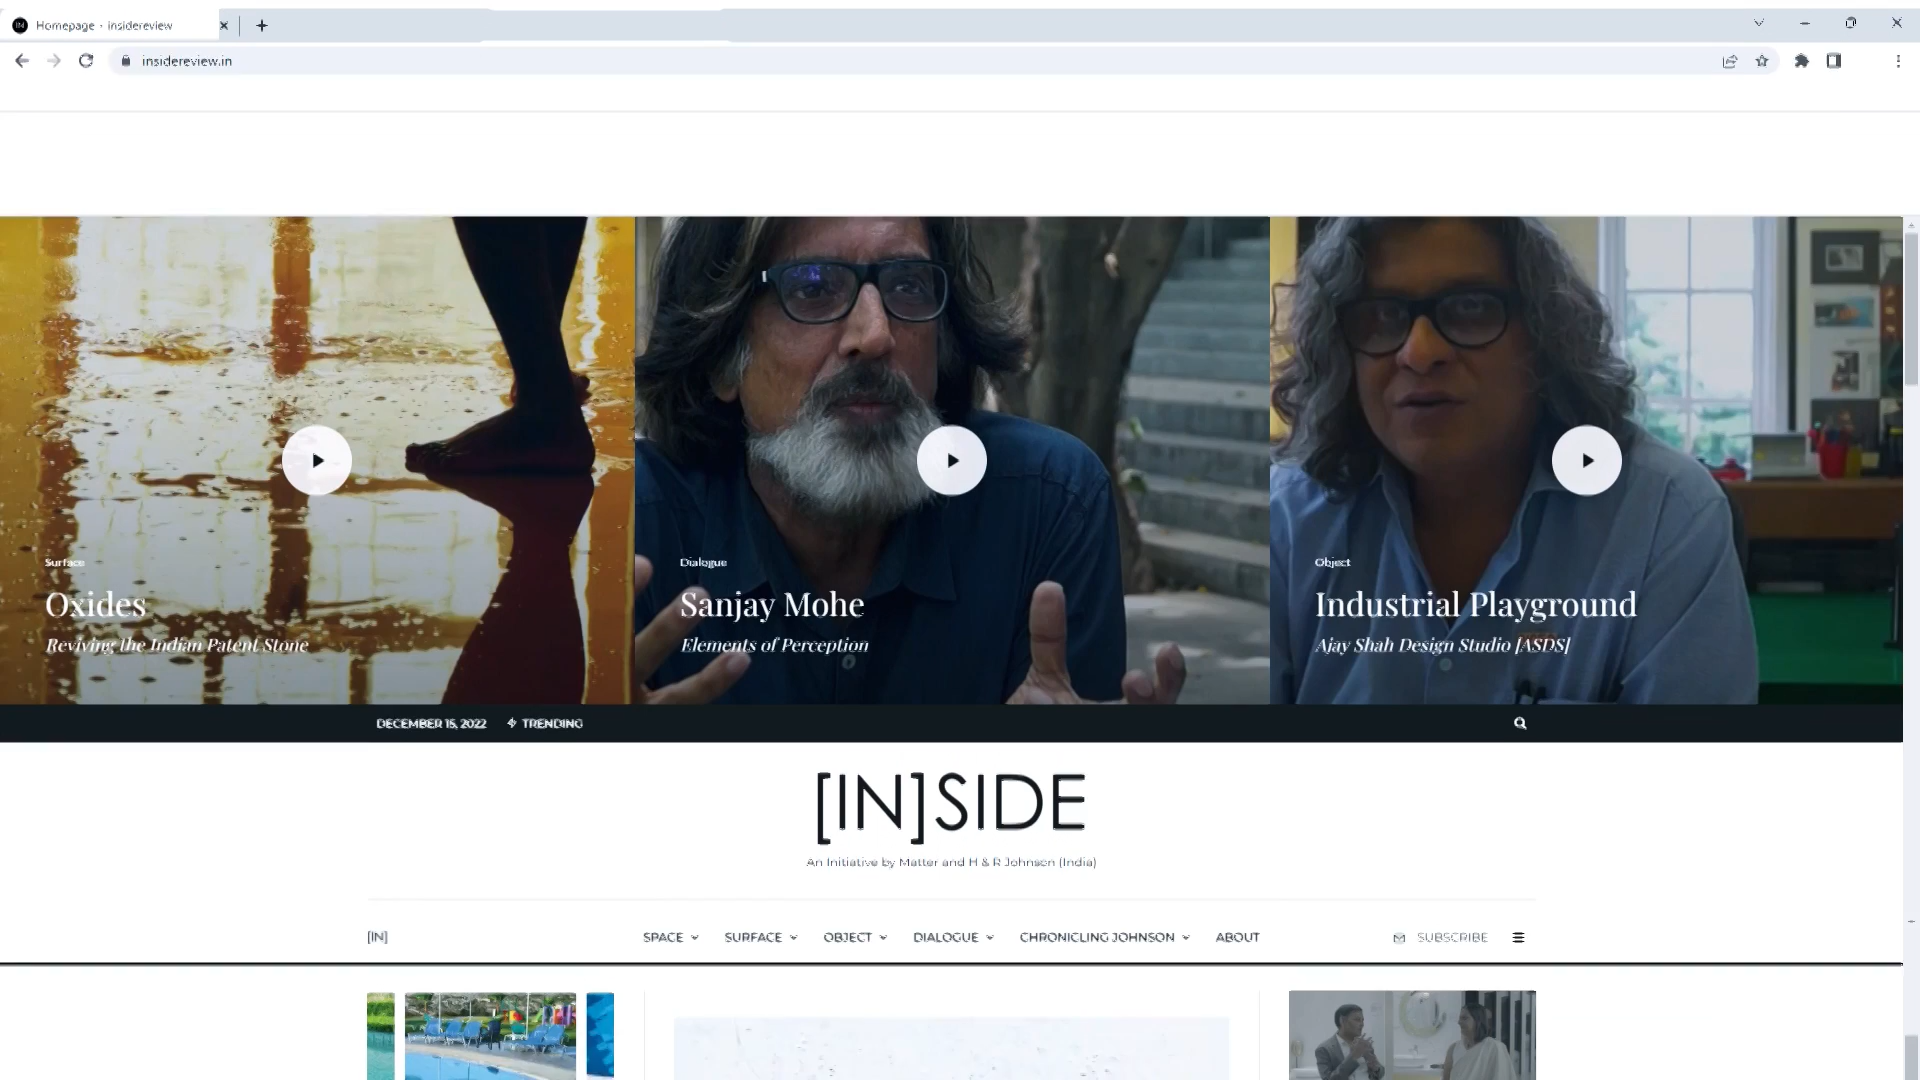 Homepage - insidereview
insidereview.in
Surface
Oxides
Reviving the Indian Patent Stone
Dialogue
Sanjay Mohe
Elements of Perception
Object
Industrial Playground
Ajay Shah Design Studio [ASDS]
DECEMBER 15, 2022 TRENDING
[IN]SIDE
An Initiative by Matter and H & R Johnson (India)
[IN] SPACE SURFACE OBJECT DIALOGUE CHRONICLING JOHNSON ABOUT SUBSCRIBE